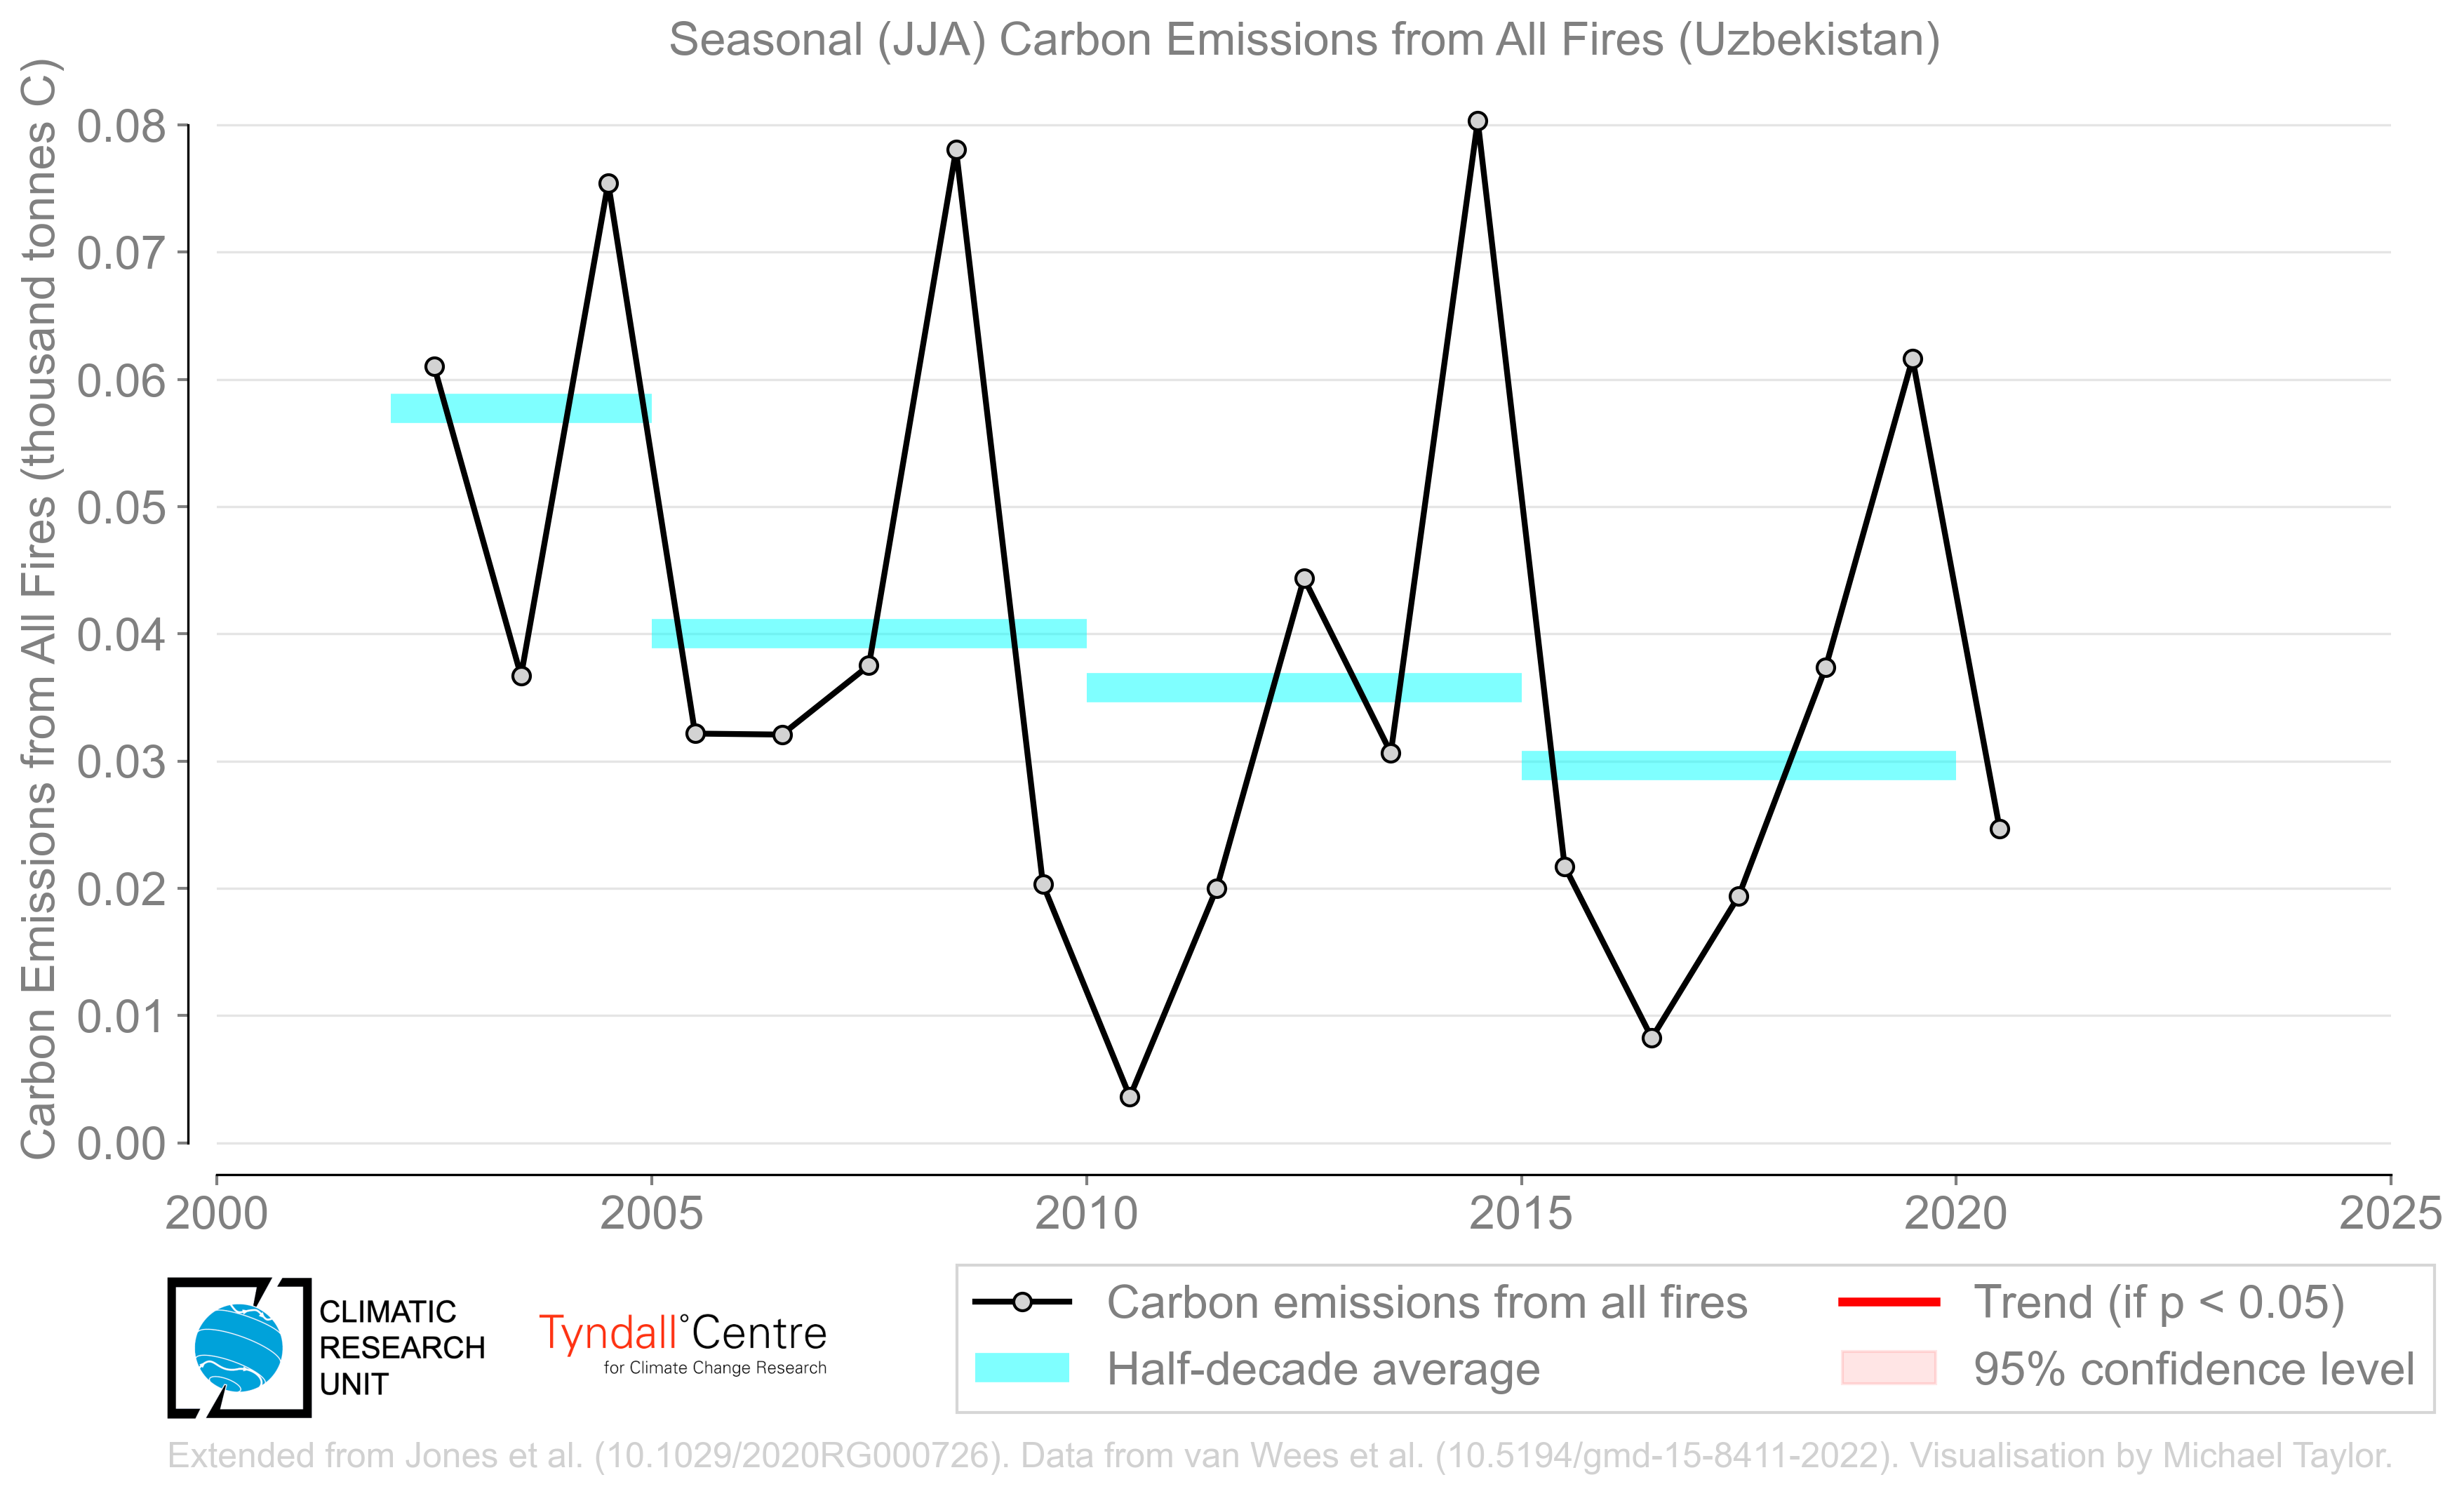 Seasonal (JJA) Carbon Emissions from All Fires (Uzbekistan)
Carbon Emissions from All Fires (thousand tonnes C)
0.08
0.07
0.06
0.05
0.04
0.03
0.02
0.01
0.00
2000 2005 2010 2015 2020 2025
CLIMATIC
RESEARCH
UNIT
Tyndall°Centre
for Climate Change Research
Carbon emissions from all fires
Half-decade average
Trend (if p < 0.05)
95% confidence level
Extended from Jones et al. (10.1029/2020RG000726). Data from van Wees et al. (10.5194/gmd-15-8411-2022). Visualisation by Michael Taylor.